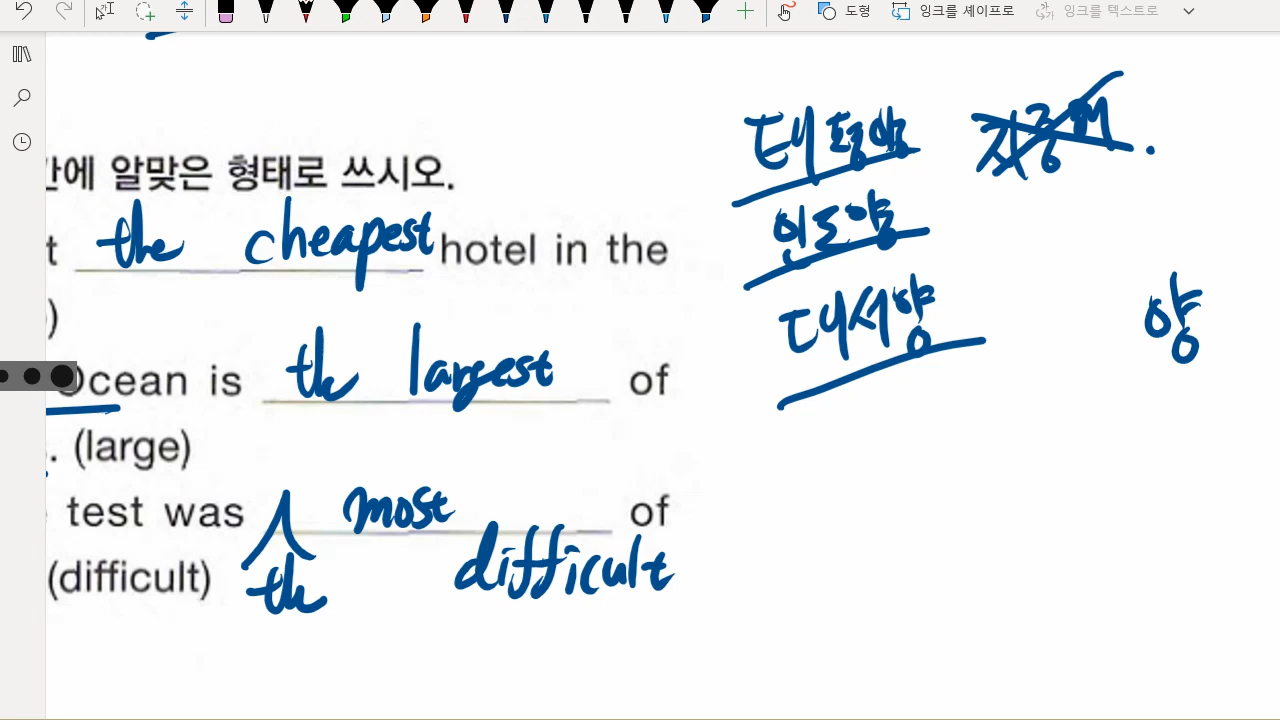 도형 잉크를 셰이프로 잉크를 텍스트로
간에 알맞은 형태로 쓰시오.
t the cheapest hotel in the
)
Ocean is the largest of
. (large)
test was the most difficult of
(difficult)
태평양 지중해.
인도양
대서양
양